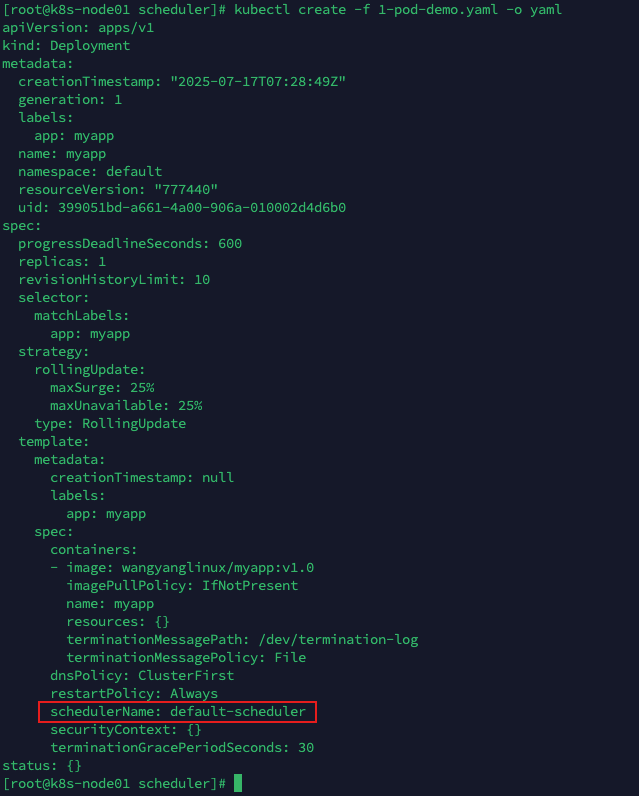 [root@k8s-node01 scheduler]# kubectl create -f 1-pod-demo.yaml -o yaml
apiVersion: apps/v1
kind: Deployment
metadata:
  creationTimestamp: "2025-07-17T07:28:49Z"
  generation: 1
  labels:
    app: myapp
  name: myapp
  namespace: default
  resourceVersion: "777440"
  uid: 399051bd-a661-4a00-906a-010002d4d6b0
spec:
  progressDeadlineSeconds: 600
  replicas: 1
  revisionHistoryLimit: 10
  selector:
    matchLabels:
      app: myapp
  strategy:
    rollingUpdate:
      maxSurge: 25%
      maxUnavailable: 25%
    type: RollingUpdate
  template:
    metadata:
      creationTimestamp: null
      labels:
        app: myapp
    spec:
      containers:
      - image: wangyanglinux/myapp:v1.0
        imagePullPolicy: IfNotPresent
        name: myapp
        resources: {}
        terminationMessagePath: /dev/termination-log
        terminationMessagePolicy: File
      dnsPolicy: ClusterFirst
      restartPolicy: Always
      schedulerName: default-scheduler
      securityContext: {}
      terminationGracePeriodSeconds: 30
status: {}
[root@k8s-node01 scheduler]#